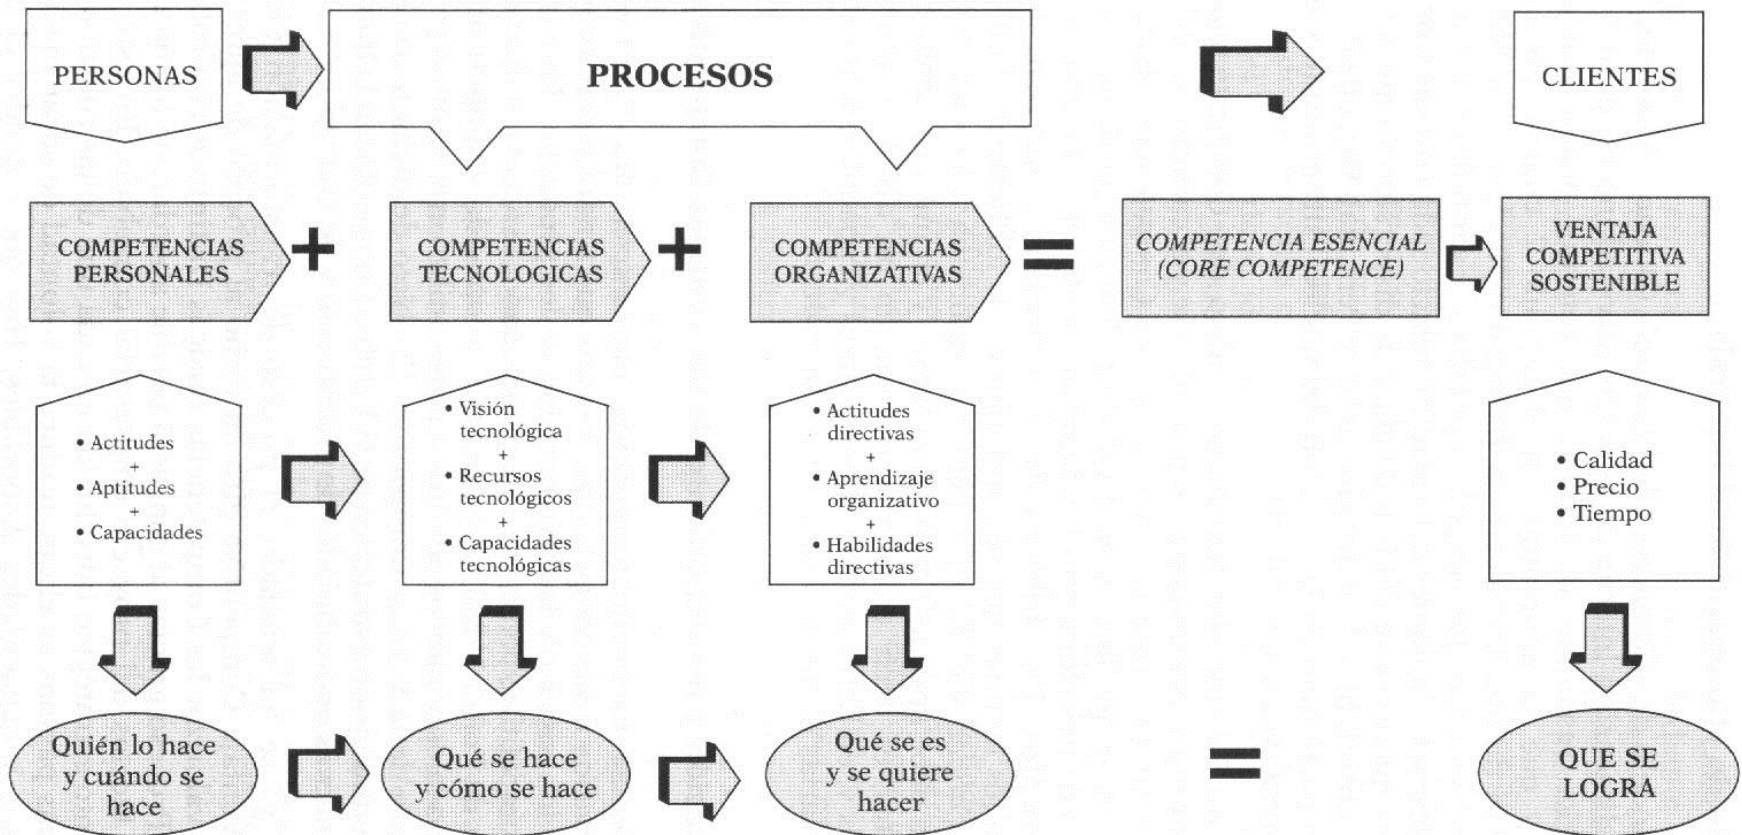 PERSONAS
PROCESOS
CLIENTES
COMPETENCIAS
PERSONALES
+
COMPETENCIAS
TECNOLOGICAS
+
COMPETENCIAS
ORGANIZATIVAS
=
COMPETENCIA ESENCIAL
(CORE COMPETENCE)
VENTAJA
COMPETITIVA
SOSTENIBLE
• Actitudes
+
• Aptitudes
+
• Capacidades
• Visión
tecnológica
+
• Recursos
tecnológicos
+
• Capacidades
tecnológicas
• Actitudes
directivas
+
• Aprendizaje
organizativo
+
• Habilidades
directivas
• Calidad
• Precio
• Tiempo
Quién lo hace
y cuándo se
hace
Qué se hace
y cómo se hace
Qué se es
y se quiere
hacer
=
QUE SE
LOGRA